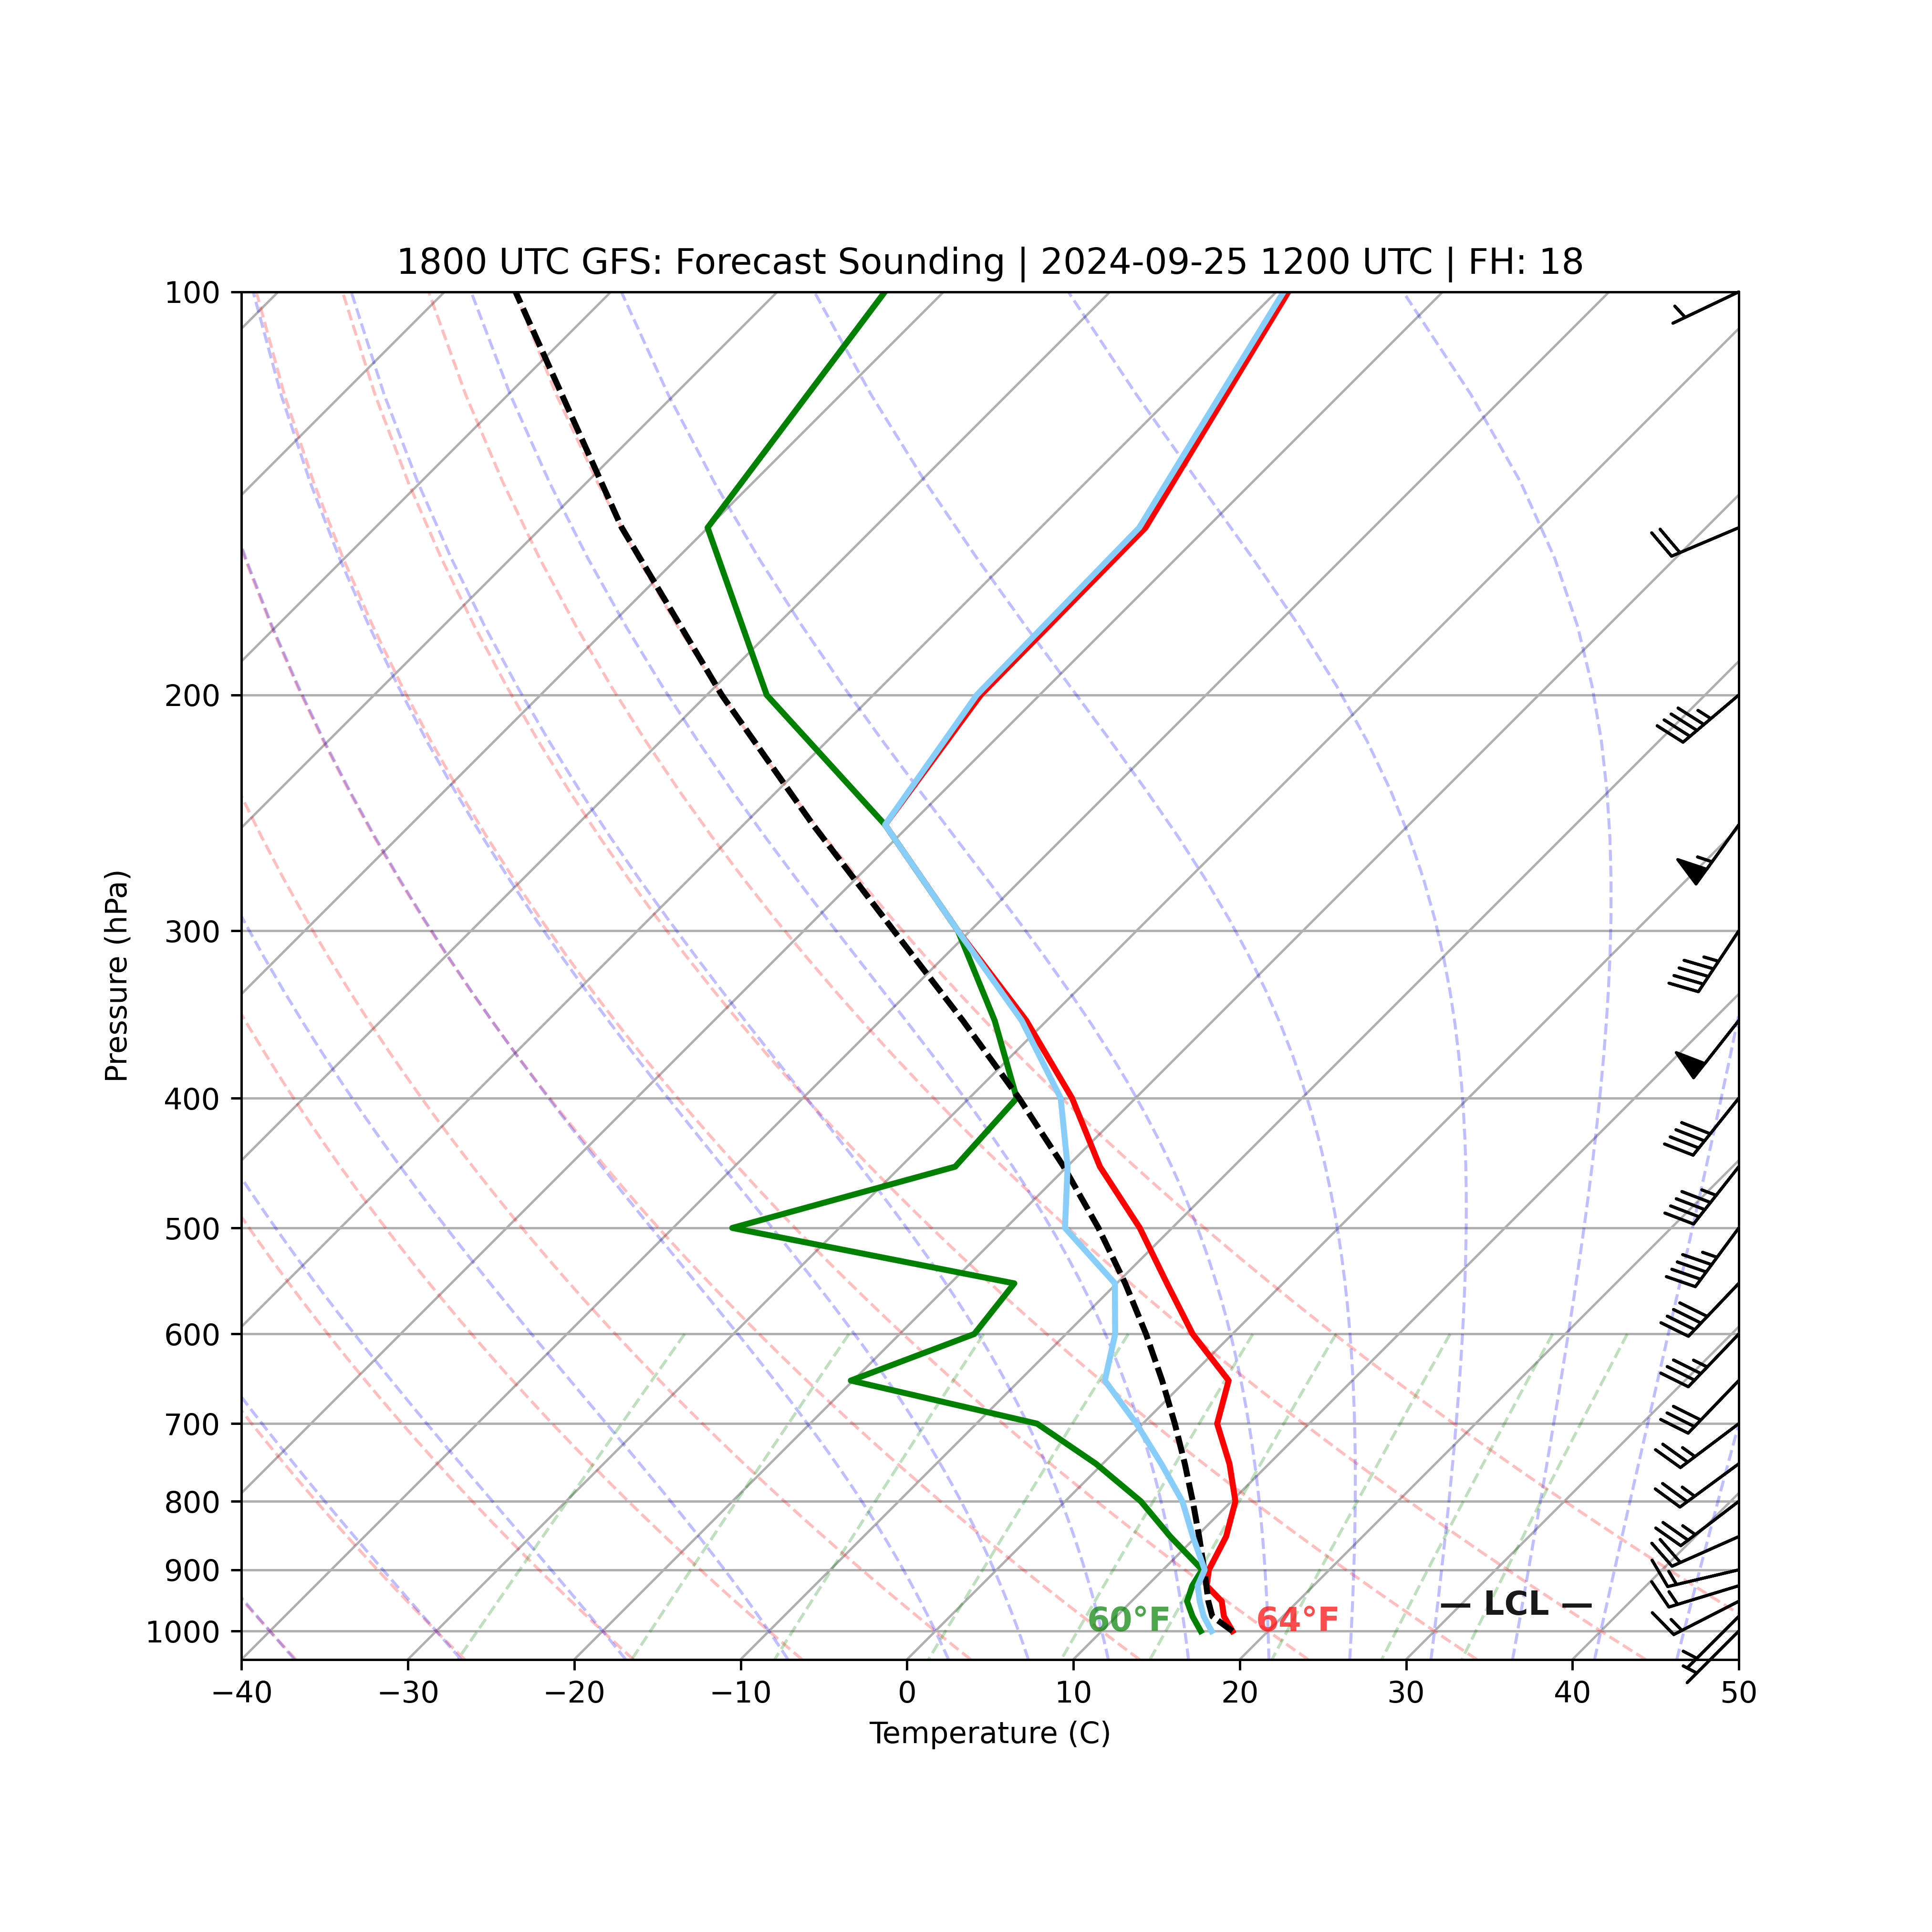 1800 UTC GFS: Forecast Sounding | 2024-09-25 1200 UTC | FH: 18
100
200
300
400
500
600
700
800
900
1000
Pressure (hPa)
60°F
64°F
— LCL —
−40 −30 −20 −10 0 10 20 30 40 50
Temperature (C)